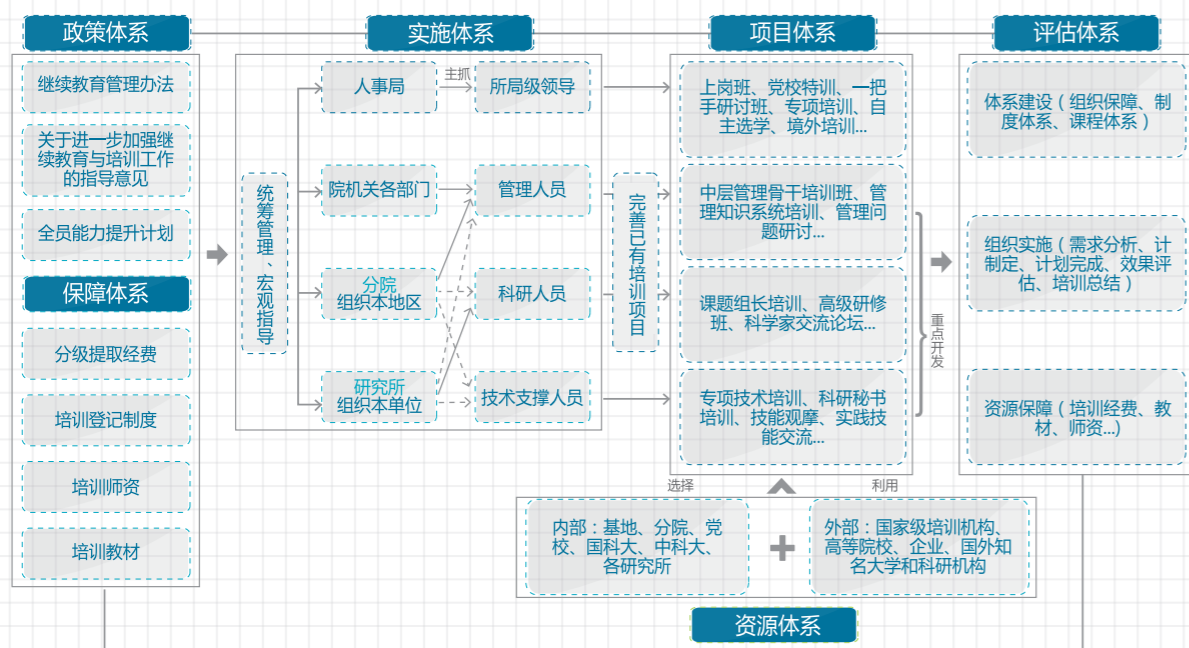 政策体系
继续教育管理办法
关于进一步加强继
续教育与培训工作
的指导意见
全员能力提升计划
保障体系
分级提取经费
培训登记制度
培训师资
培训教材
实施体系
统筹管理、宏观指导
人事局
主抓
所局级领导
院机关各部门
管理人员
分院
组织本地区
科研人员
研究所
组织本单位
技术支撑人员
完善已有培训项目
项目体系
上岗班、党校特训、一把
手研讨班、专项培训、自
主选学、境外培训...
中层管理骨干培训班、管
理知识系统培训、管理问
题研讨...
课题组长培训、高级研修
班、科学家交流论坛...
专项技术培训、科研秘书
培训、技能观摩、实践技
能交流...
重点开发
评估体系
体系建设（组织保障、制
度体系、课程体系）
组织实施（需求分析、计
制定、计划完成、效果评
估、培训总结）
资源保障（培训经费、教
材、师资...)
选择
利用
内部：基地、分院、党
校、国科大、中科大、
各研究所
外部：国家级培训机构、
高等院校、企业、国外知
名大学和科研机构
资源体系